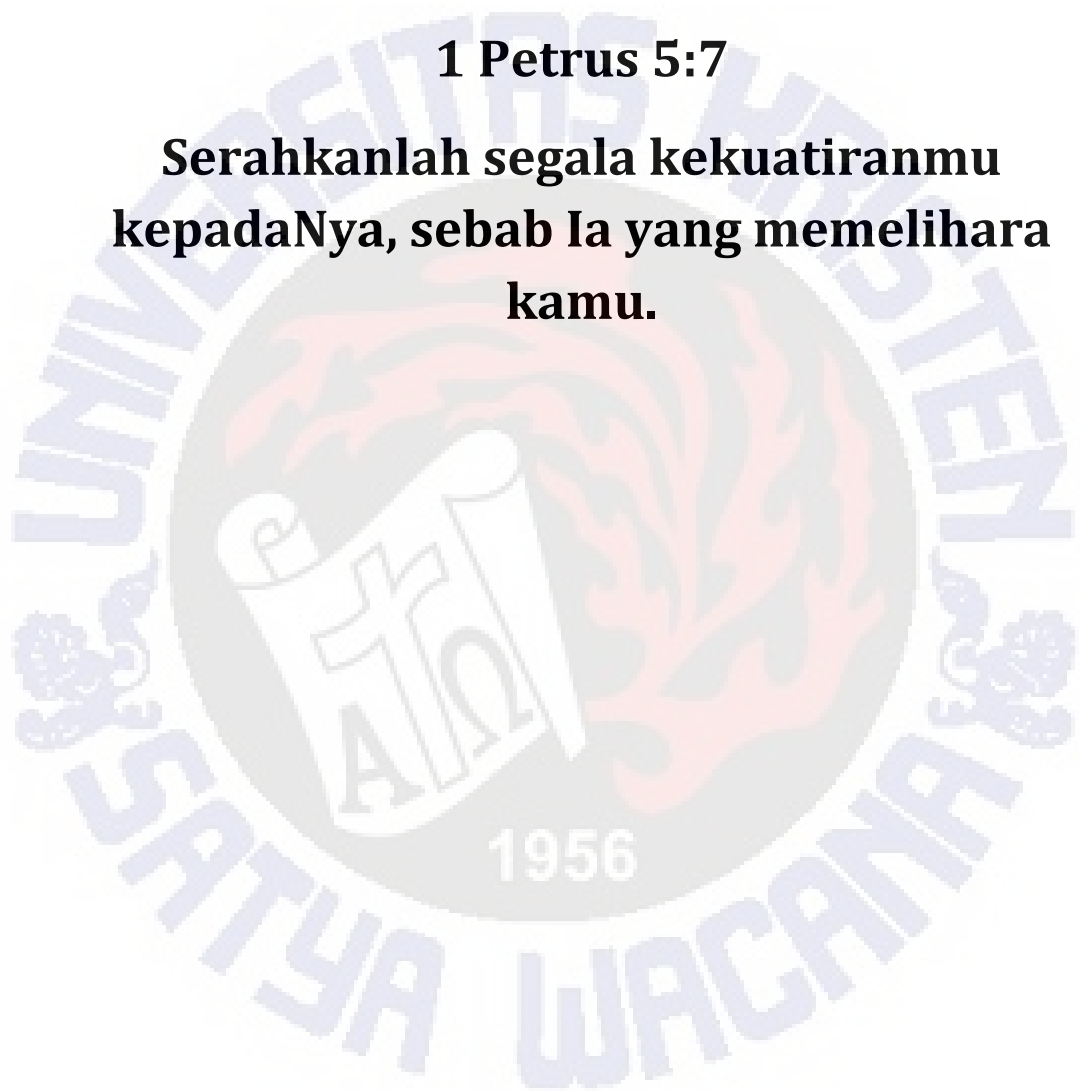 1 Petrus 5:7
Serahkanlah segala kekuatiranmu
kepadaNya, sebab Ia yang memelihara
kamu.
UNIVERSITAS KRISTEN
A Ω
1956
SATYA WACANA